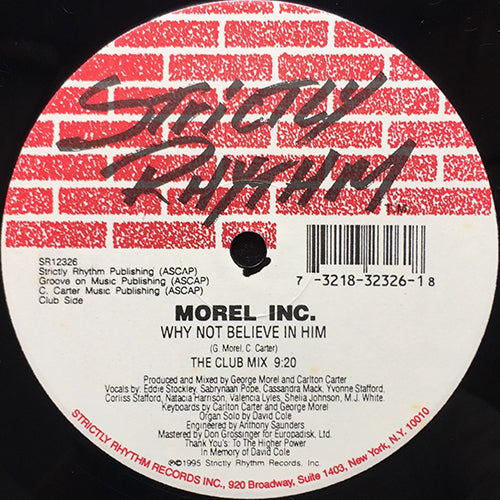 STRICTLY
RHYTHM
T.M.
SR12326
Strictly Rhythm Publishing (ASCAP)
Groove on Music Publishing (ASCAP)
C. Carter Music Publishing (ASCAP)
Club Side
7 -3218-32326-1 8
MOREL INC.
WHY NOT BELIEVE IN HIM
(G. Morel, C. Carter)
THE CLUB MIX 9:20
Produced and Mixed by George Morel and Carlton Carter
Vocals by: Eddie Stockley, Sabrynaah Pope, Cassandra Mack, Yvonne Stafford,
Corliss Stafford, Natacia Harrison, Valencia Lyles, Shelia Johnson, M.J. White.
Keyboards by Carlton Carter and George Morel
Organ Solo by David Cole
Engineered by Anthony Saunders
Mastered by Don Grossinger for Europadisk, Ltd.
Thank You's: To The Higher Power
In Memory of David Cole
℗©1995 Strictly Rhythm Records, Inc.
STRICTLY RHYTHM RECORDS INC., 920 Broadway, Suite 1403, New York, N.Y. 10010